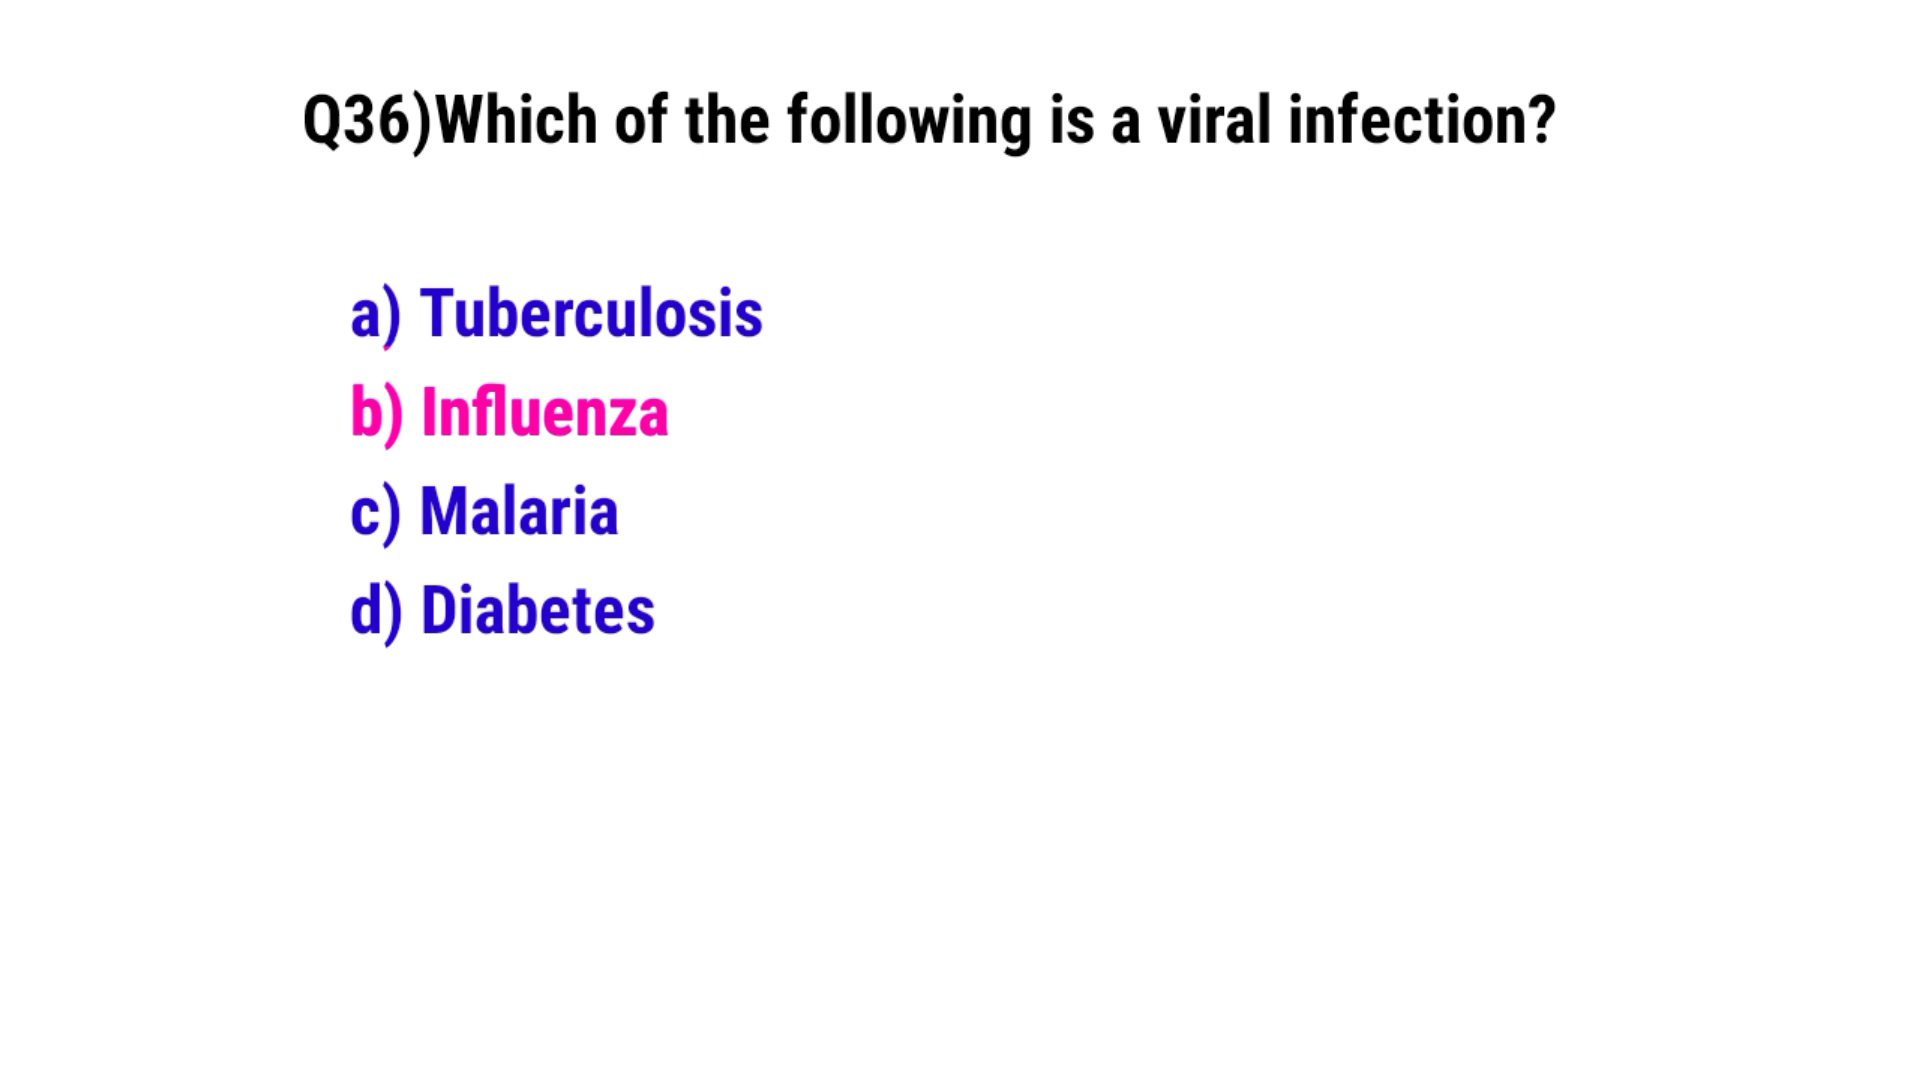 Q36)Which of the following is a viral infection?
a) Tuberculosis
b) Influenza
c) Malaria
d) Diabetes